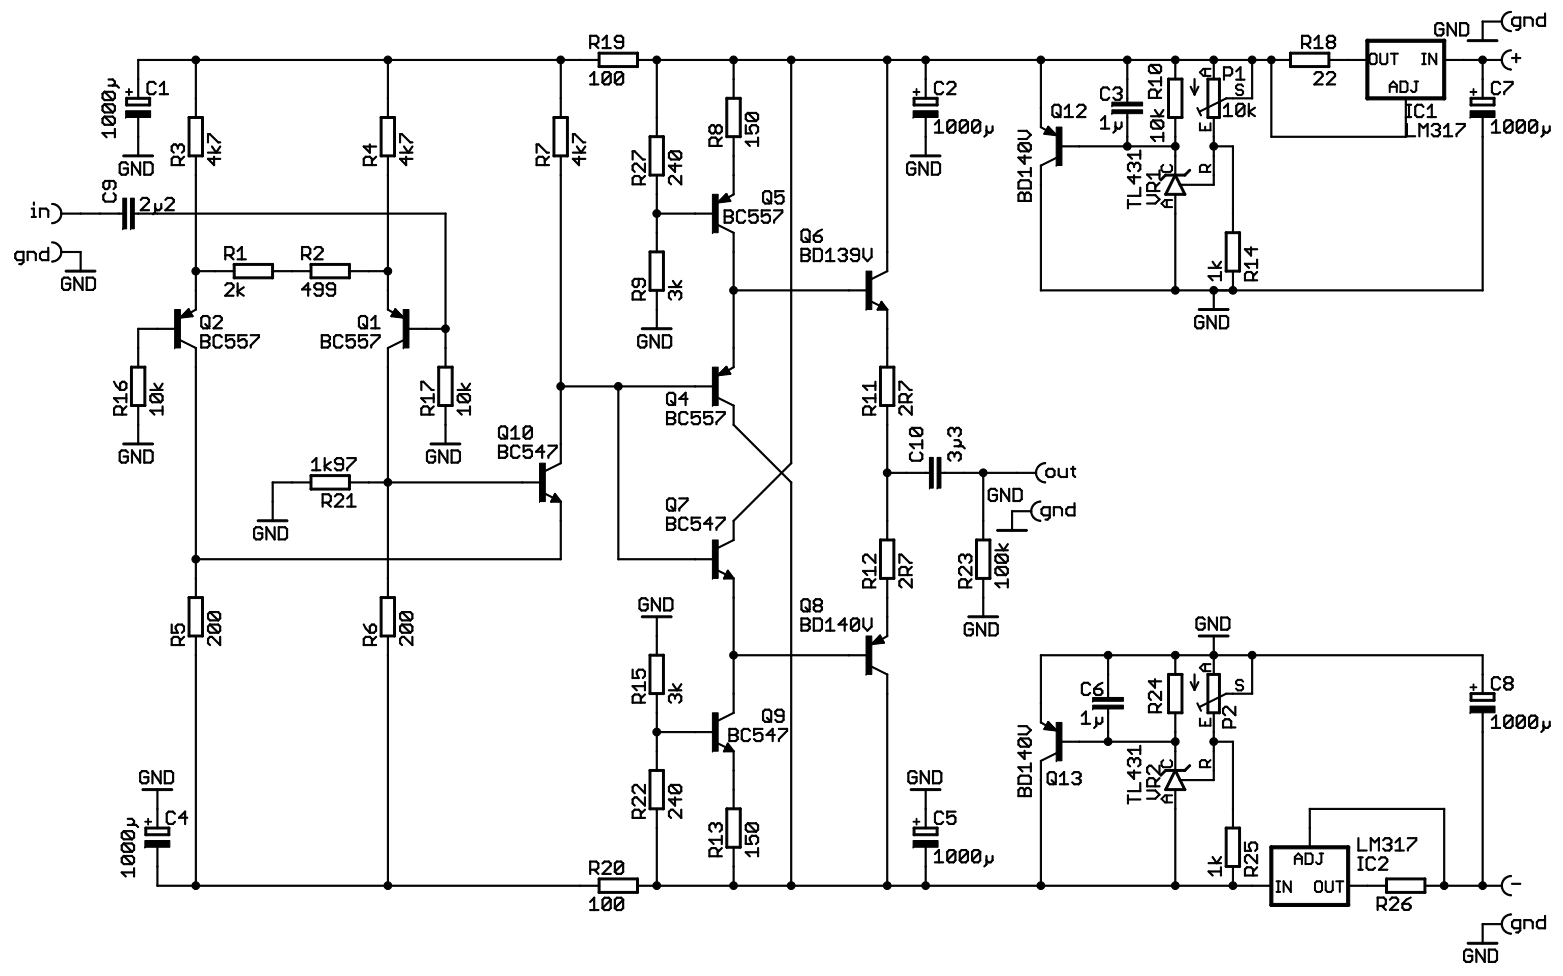 GND
gnd
R19
100
R18
22
OUT
IN
ADJ
+
IC1
LM317
C1
+
1000µ
GND
C2
+
1000µ
GND
C7
+
1000µ
R3
4k7
R4
4k7
R7
4k7
R27
240
R8
150
C3
1µ
R10
10k
P1
10k
A
S
E
Q12
BD140V
TL431
VR1
C
A
R
R14
1k
GND
C9
2µ2
in
gnd
GND
R1
2k
R2
499
Q5
BC557
Q6
BD139V
R9
3k
GND
Q2
BC557
Q1
BC557
R16
10k
GND
R17
10k
GND
Q4
BC557
R11
2R7
Q10
BC547
1k97
R21
GND
C10
3µ3
out
GND
gnd
Q7
BC547
R12
2R7
R23
100k
GND
R5
200
R6
200
GND
R15
3k
Q8
BD140V
Q9
BC547
R22
240
R13
150
GND
C4
+
1000µ
R20
100
GND
C5
+
1000µ
GND
C6
+
1µ
R24
P2
A
S
E
Q13
BD140V
TL431
VR2
C
A
R
R25
1k
C8
+
1000µ
LM317
IC2
ADJ
IN
OUT
R26
-
gnd
GND